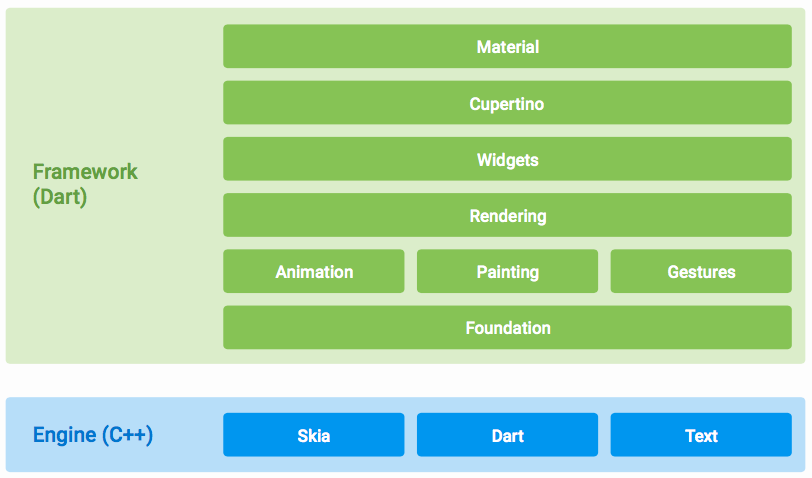 Material
Cupertino
Widgets
Framework
(Dart)
Rendering
Animation Painting Gestures
Foundation
Engine (C++) Skia Dart Text